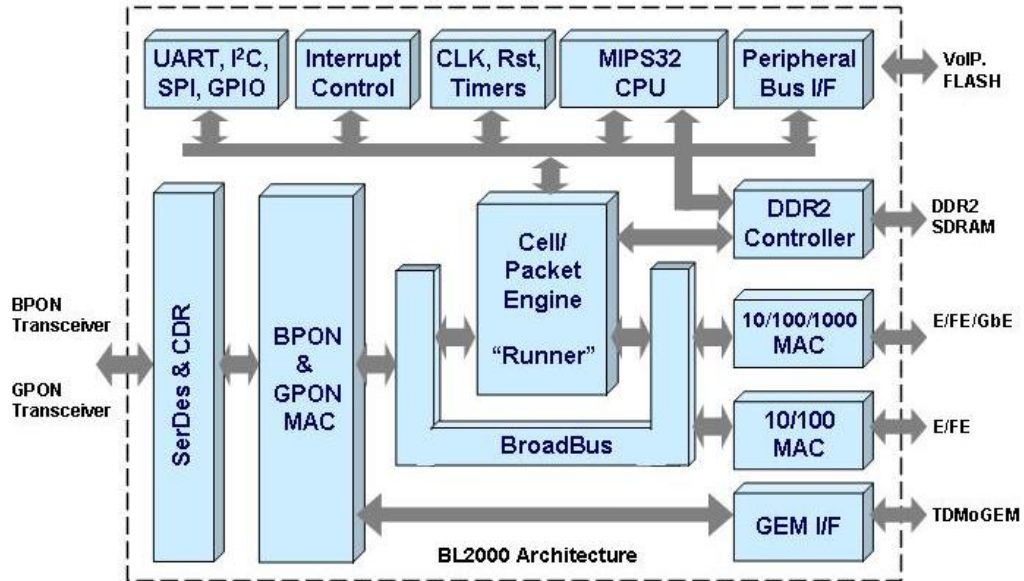 UART, I²C,
SPI, GPIO
Interrupt
Control
CLK, Rst,
Timers
MIPS32
CPU
Peripheral
Bus I/F
VoIP.
FLASH
SerDes & CDR
BPON
&
GPON
MAC
Cell/
Packet
Engine
"Runner"
DDR2
Controller
DDR2
SDRAM
BPON
Transceiver
GPON
Transceiver
10/100/1000
MAC
E/FE/GbE
10/100
MAC
E/FE
BroadBus
GEM I/F
TDMoGEM
BL2000 Architecture